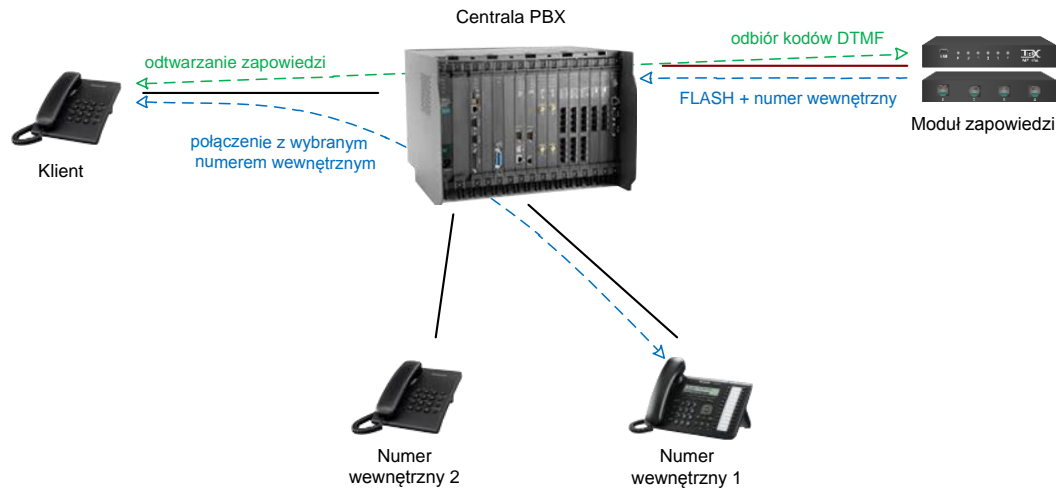 Centrala PBX
odbiór kodów DTMF
odtwarzanie zapowiedzi
FLASH + numer wewnętrzny
Moduł zapowiedzi
połączenie z wybranym
numerem wewnętrznym
Klient
Numer
wewnętrzny 2
Numer
wewnętrzny 1